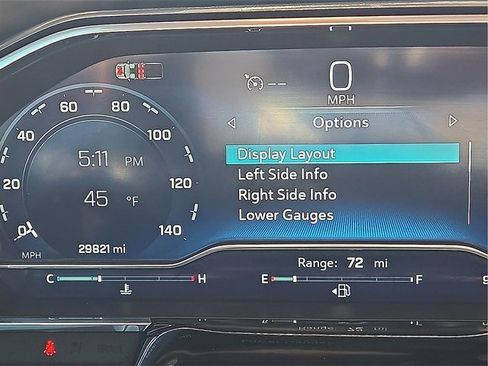 0
MPH
Options
Display Layout
Left Side Info
Right Side Info
Lower Gauges
60 80
40 100
20 120
0 140
5:11 PM
45 °F
MPH
29821 mi
Range: 72 mi
C H
E F